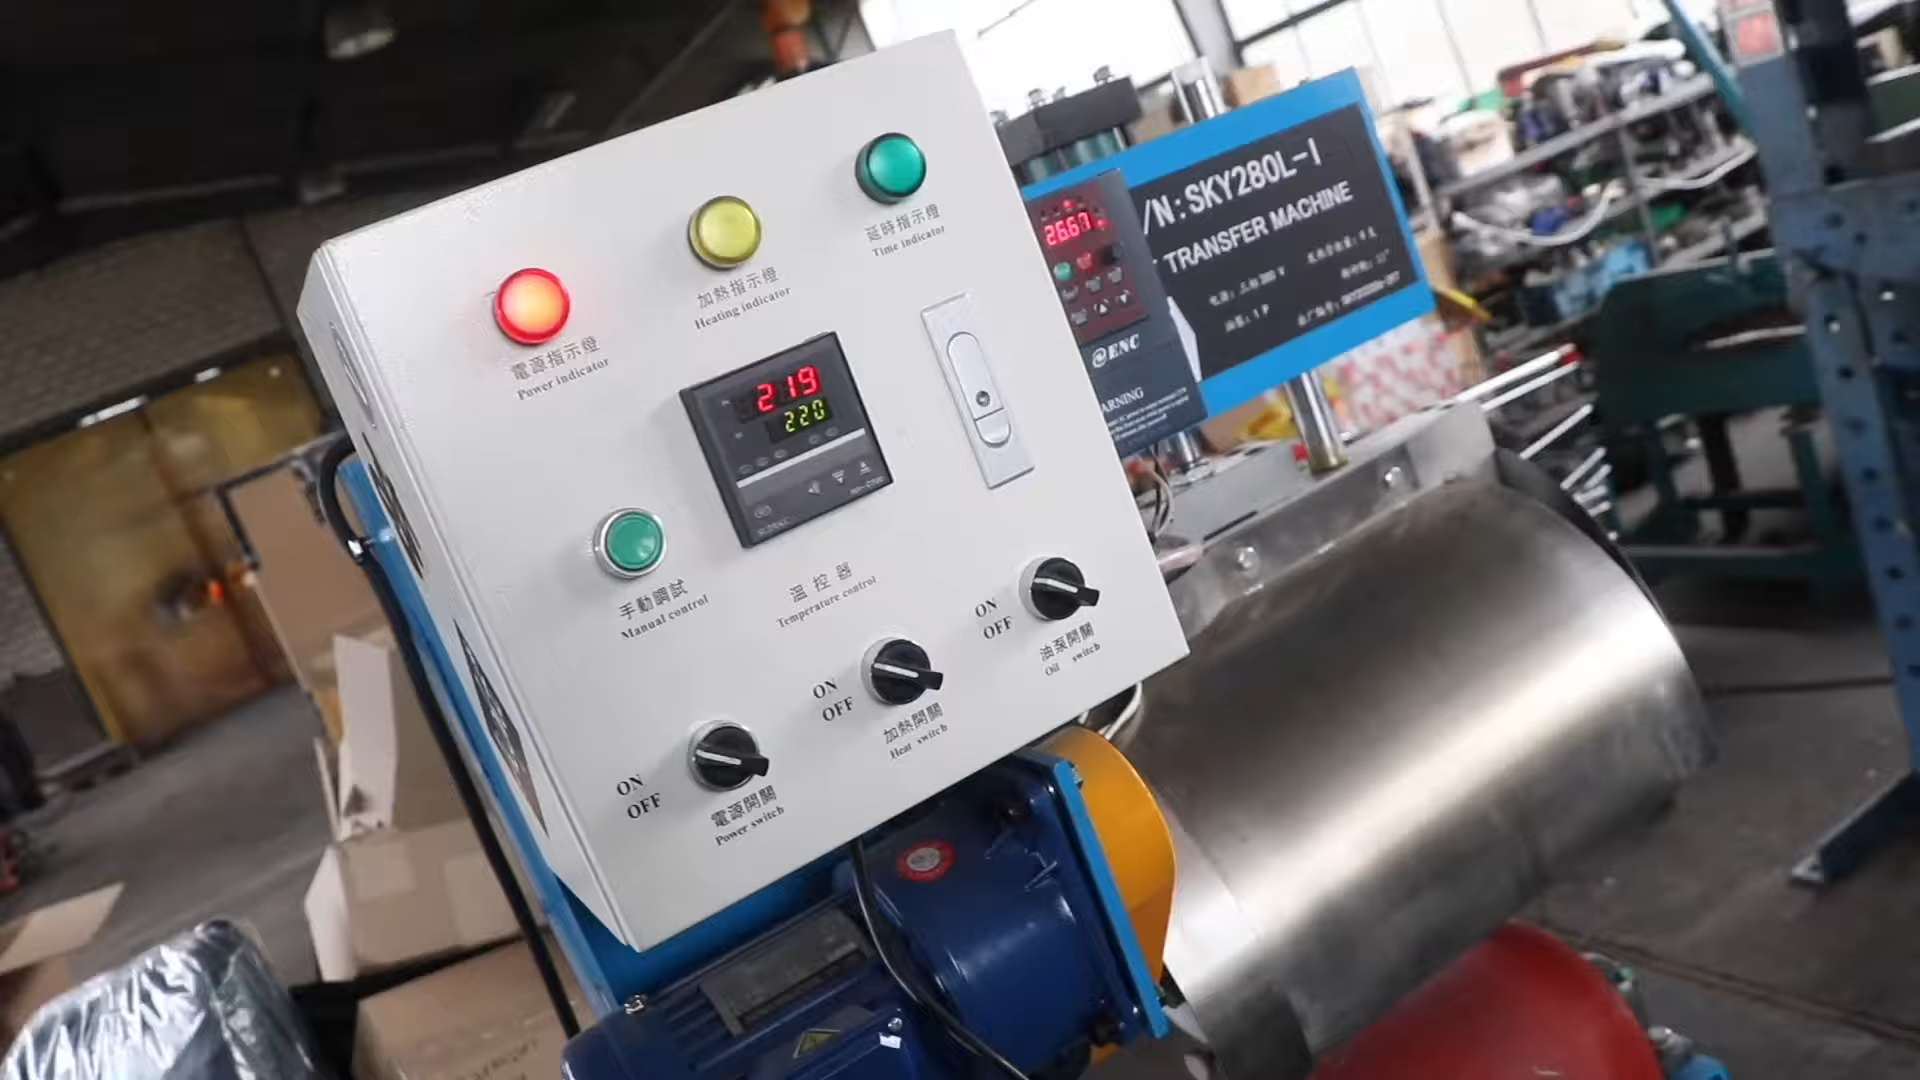 延時指示燈
Time indicator
加熱指示燈
Heating indicator
電源指示燈
Power indicator
219
220
手動調試
Manual control
溫控器
Temperature control
ON
OFF
油泵開關
Oil switch
ON
OFF
加熱開關
Heat switch
ON
OFF
電源開關
Power switch
26.67
ENC
ARNING
/N:SKY280L-I
TRANSFER MACHINE